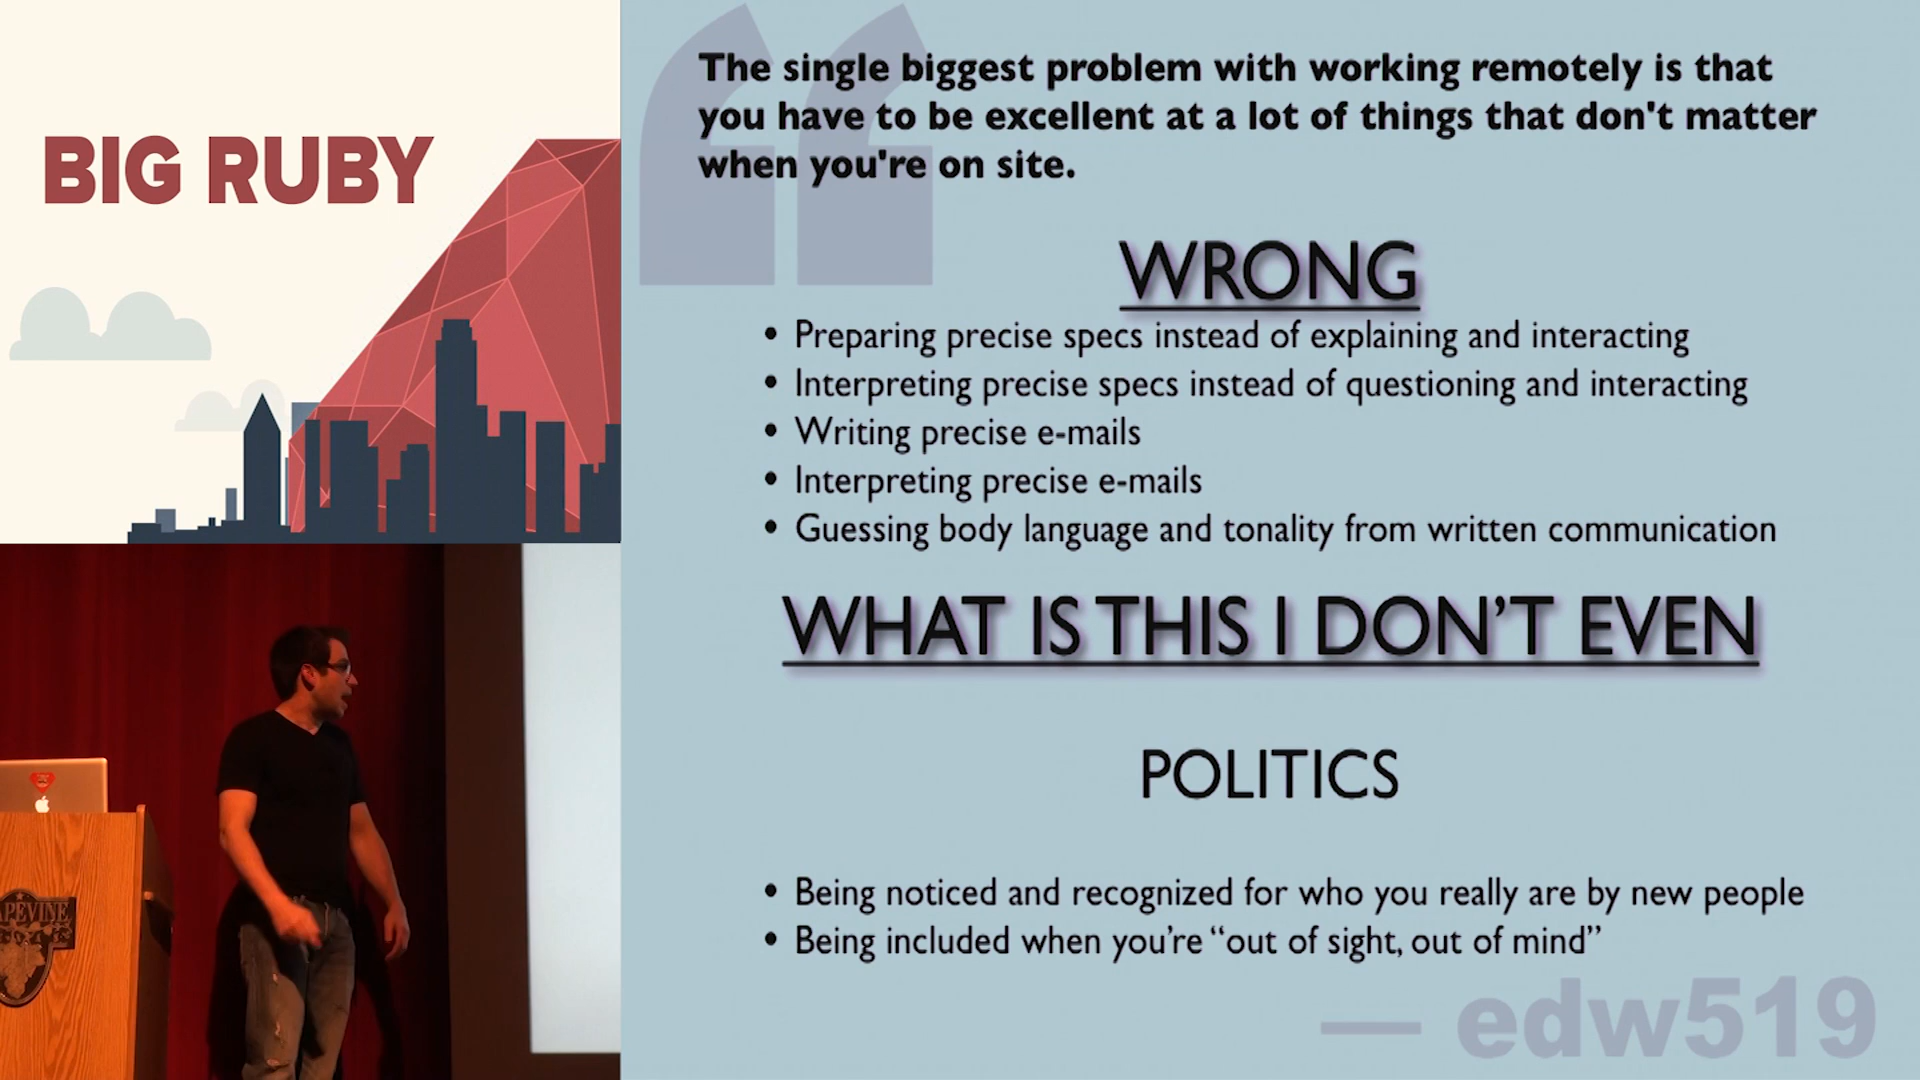 BIG RUBY
The single biggest problem with working remotely is that
you have to be excellent at a lot of things that don't matter
when you're on site.
WRONG
• Preparing precise specs instead of explaining and interacting
• Interpreting precise specs instead of questioning and interacting
• Writing precise e-mails
• Interpreting precise e-mails
• Guessing body language and tonality from written communication
WHAT IS THIS I DON’T EVEN
POLITICS
• Being noticed and recognized for who you really are by new people
• Being included when you’re “out of sight, out of mind”
— edw519
APEVINE